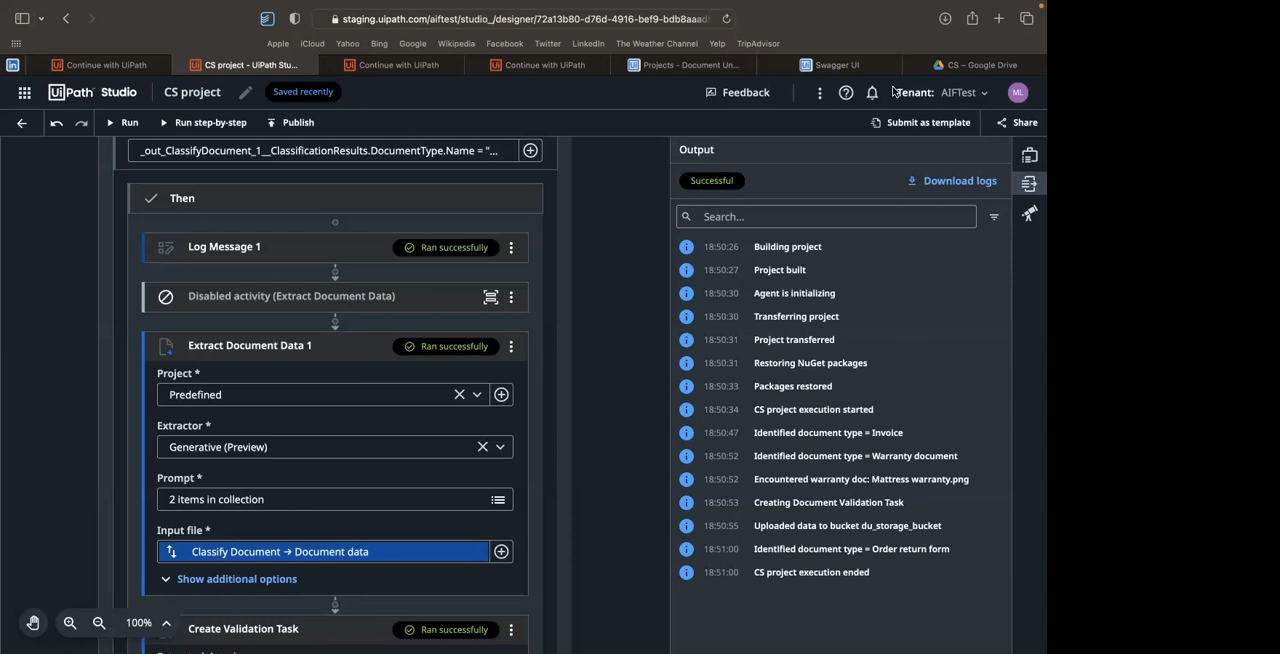 staging.uipath.com/aiftest/studio_/designer/72a13b80-d76d-4916-bef9-bdb8aaad
Apple iCloud Yahoo Bing Google Wikipedia Facebook Twitter LinkedIn The Weather Channel Yelp TripAdvisor
Continue with UiPath CS project - UiPath Stu... Continue with UiPath Continue with UiPath Projects - Document Un... Swagger UI CS – Google Drive
UiPath Studio CS project Saved recently Feedback Tenant: AIFTest ML
Run Run step-by-step Publish Submit as template Share
_out_ClassifyDocument_1__ClassificationResults.DocumentType.Name = "...
Then
Log Message 1 Ran successfully
Disabled activity (Extract Document Data)
Extract Document Data 1 Ran successfully
Project *
Predefined
Extractor *
Generative (Preview)
Prompt *
2 items in collection
Input file *
Classify Document → Document data
Show additional options
100%
Create Validation Task Ran successfully
Output
Successful Download logs
Search...
18:50:26 Building project
18:50:27 Project built
18:50:30 Agent is initializing
18:50:30 Transferring project
18:50:31 Project transferred
18:50:31 Restoring NuGet packages
18:50:33 Packages restored
18:50:34 CS project execution started
18:50:47 Identified document type = Invoice
18:50:52 Identified document type = Warranty document
18:50:52 Encountered warranty doc: Mattress warranty.png
18:50:53 Creating Document Validation Task
18:50:55 Uploaded data to bucket du_storage_bucket
18:51:00 Identified document type = Order return form
18:51:00 CS project execution ended